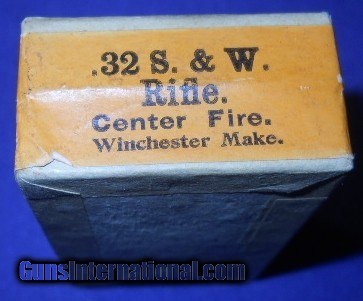 .32 S. & W.
Rifle.
Center Fire.
Winchester Make.
GunsInternational.com